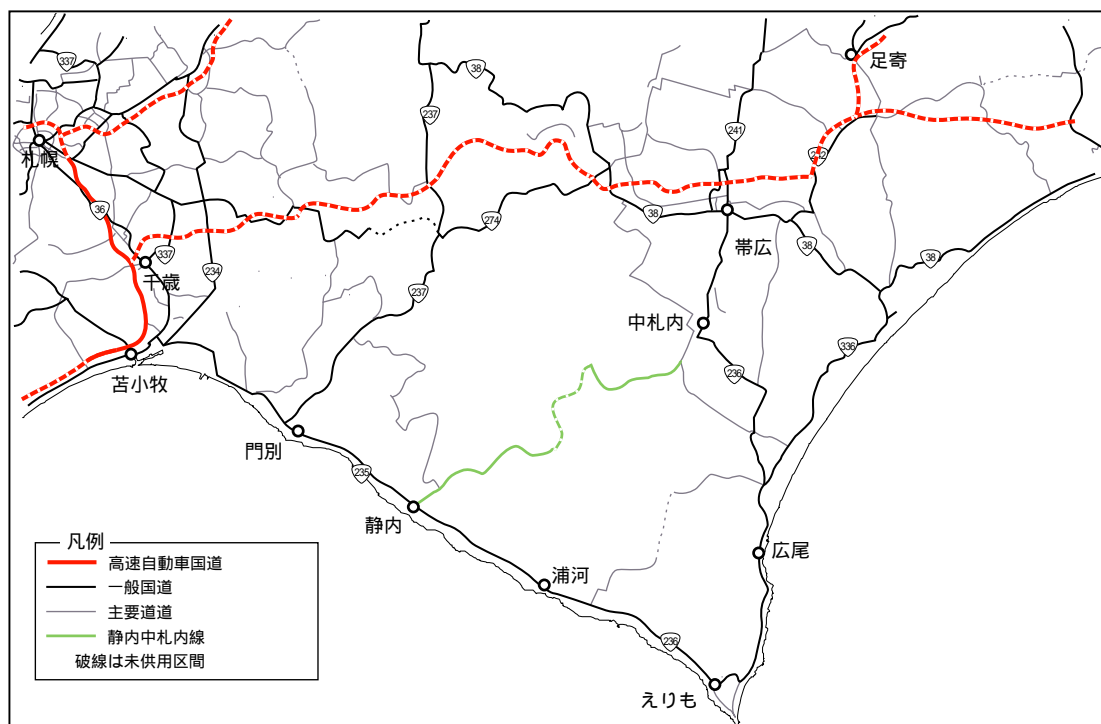 足寄
337
38
237
241
242
札幌
36
38
274
帯広
38
337
234
38
千歳
237
中札内
336
苫小牧
236
門別
235
静内
広尾
浦河
236
えりも
凡例
高速自動車国道
一般国道
主要道道
静内中札内線
破線は未供用区間